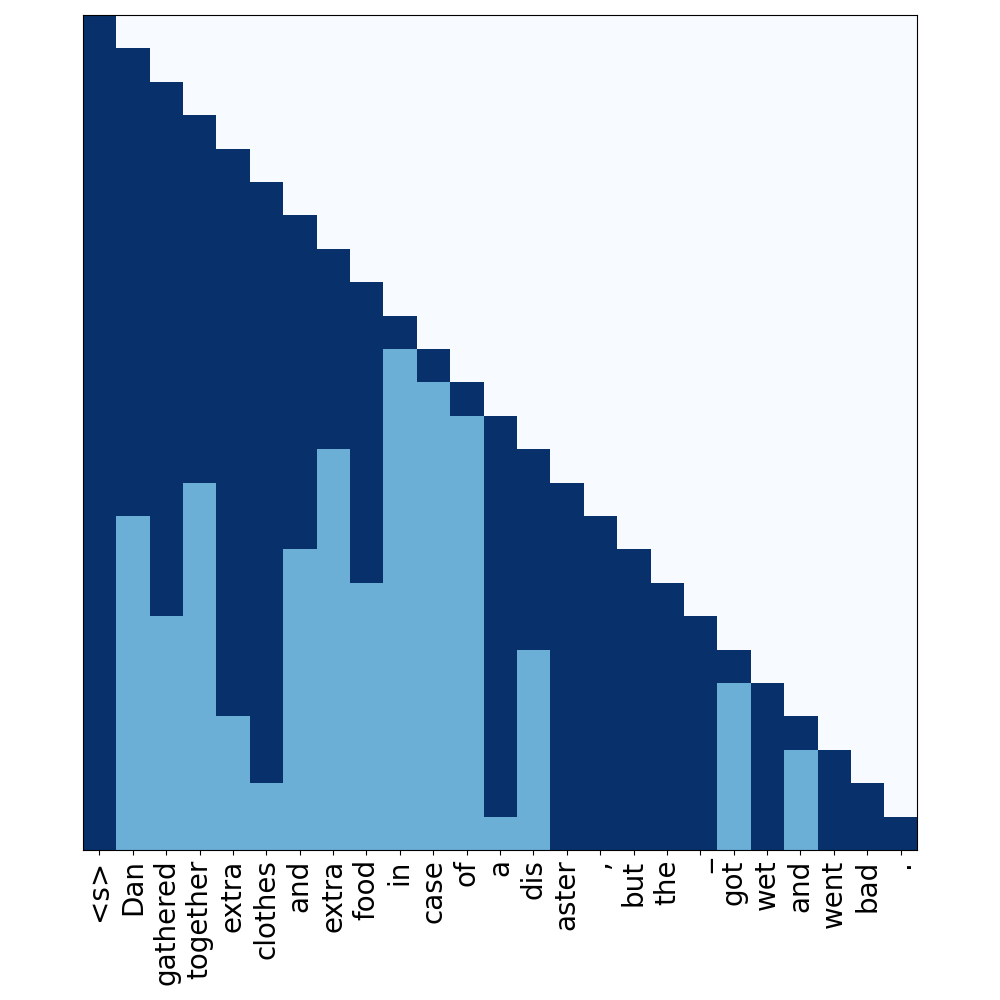 <s> Dan gathered together extra clothes and extra food in case of a dis aster , but the _ got wet and went bad .